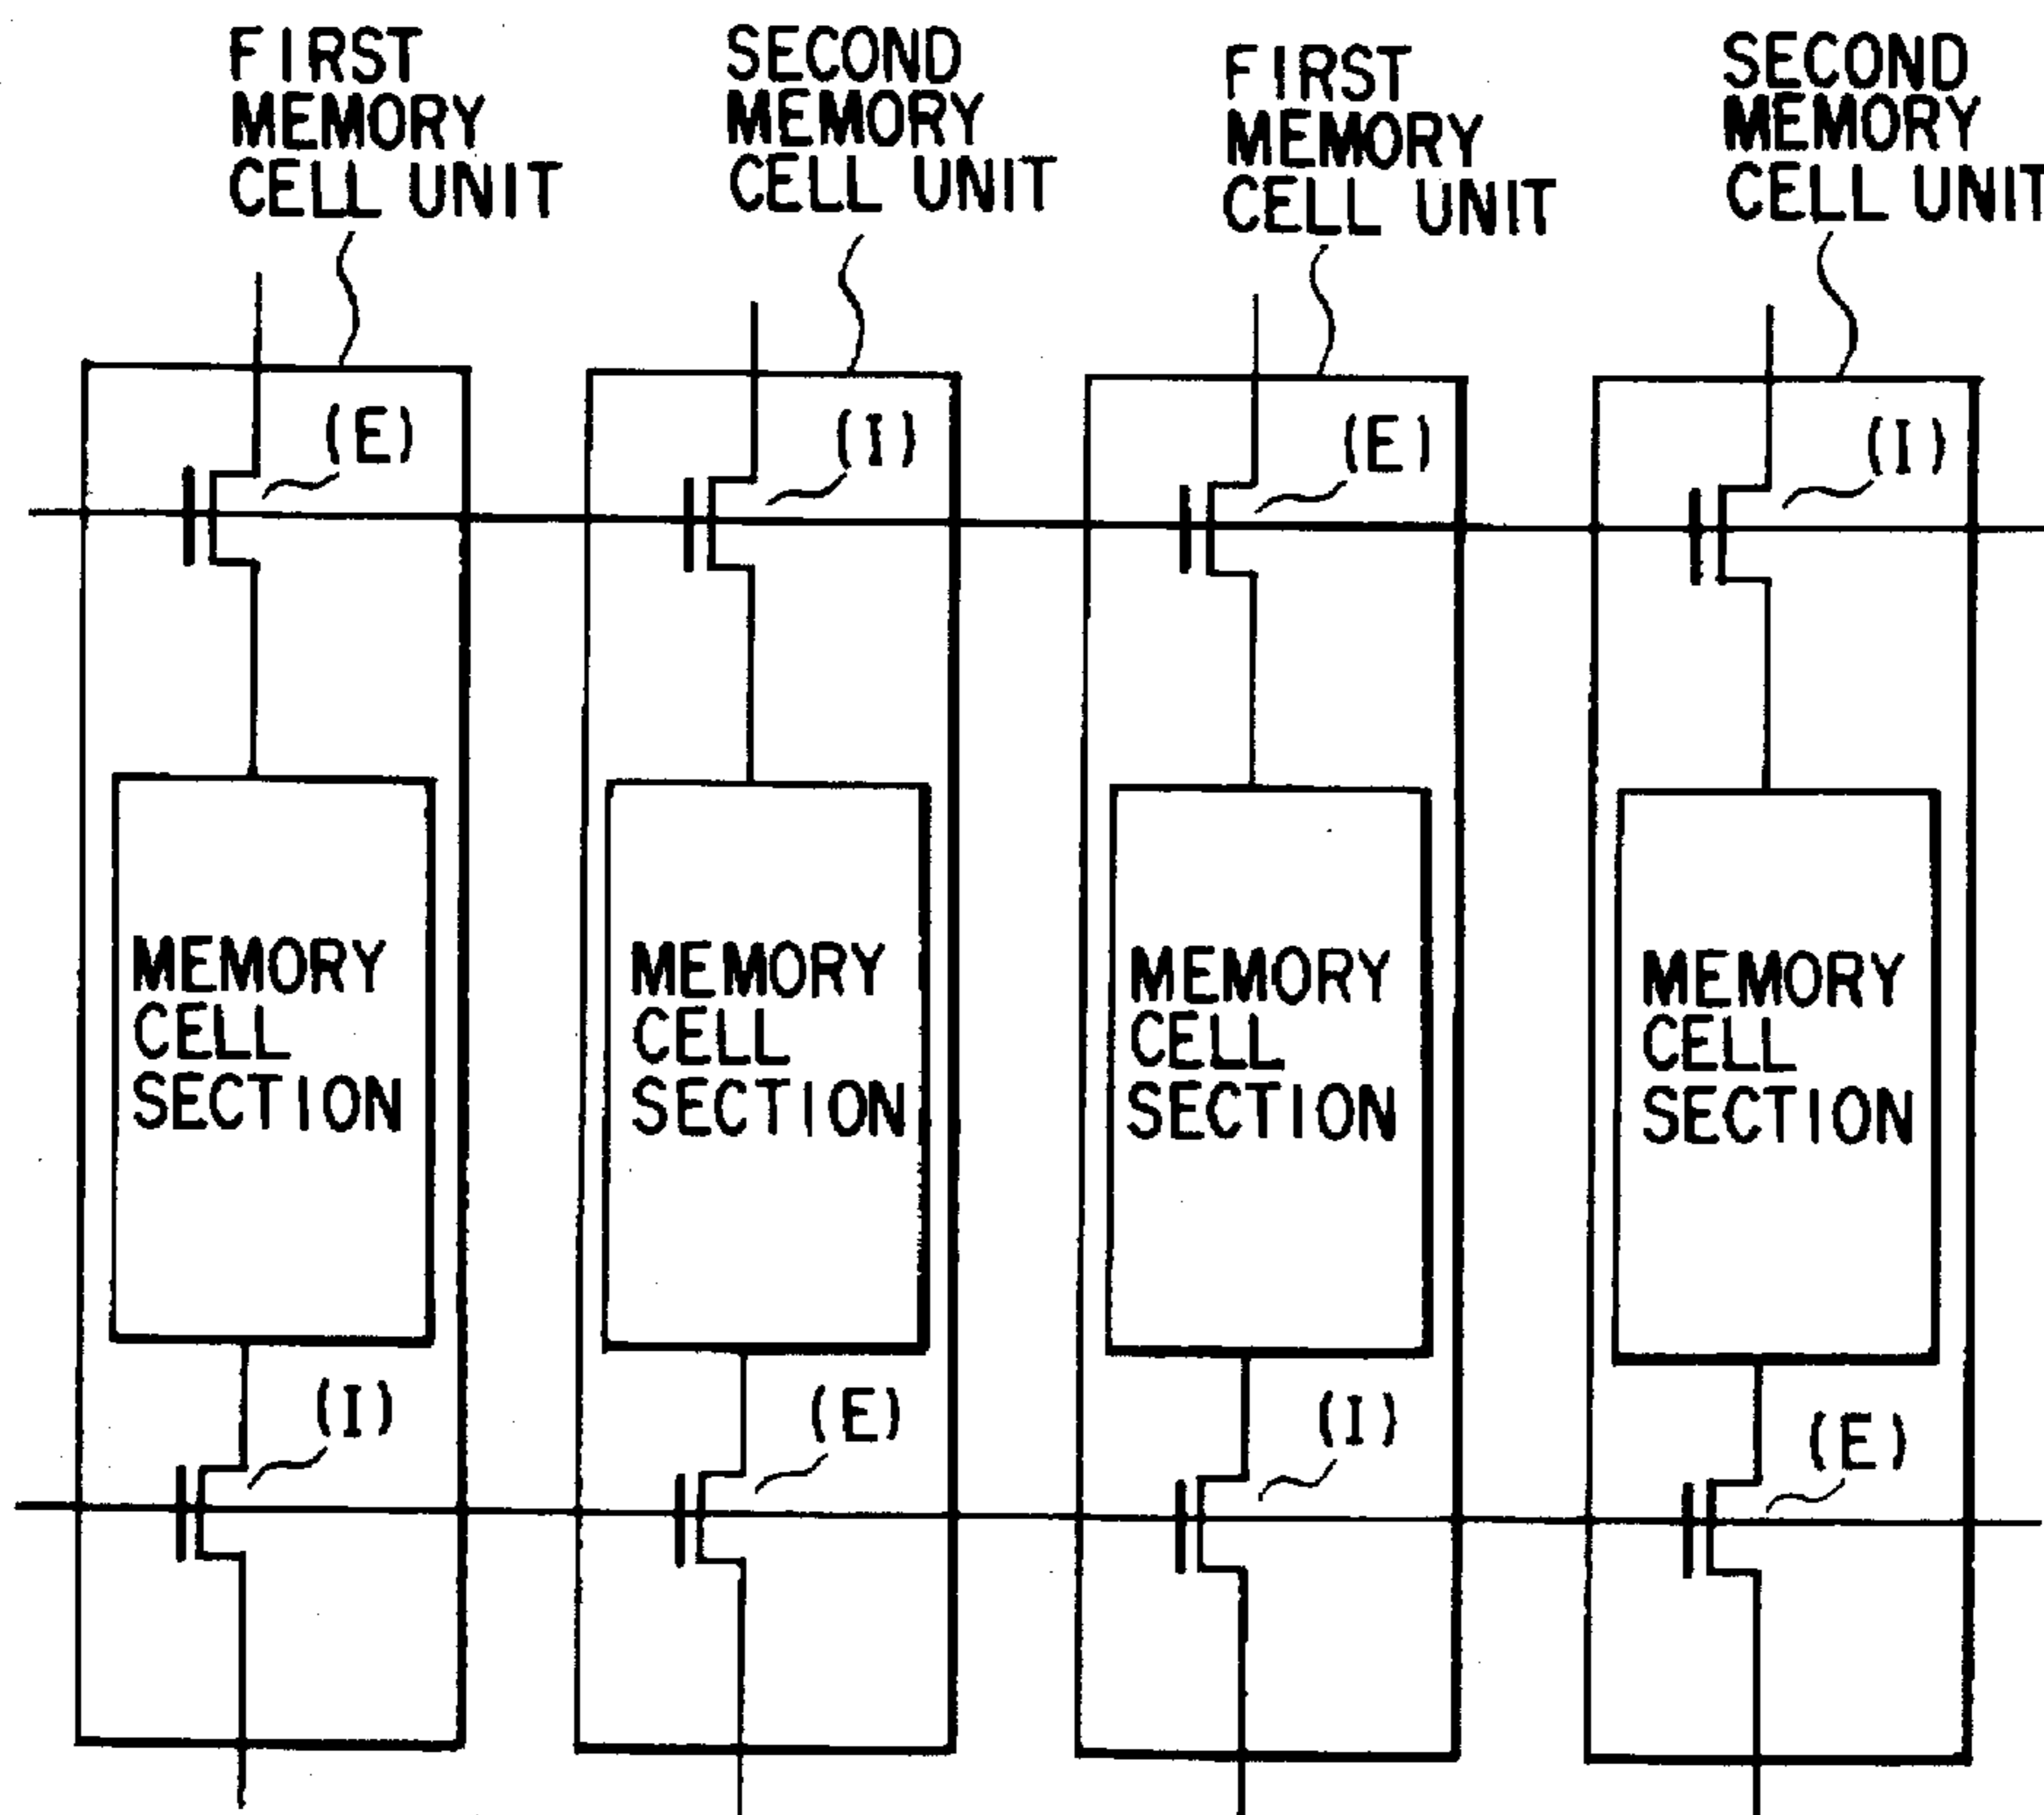 FIRST
MEMORY
CELL UNIT
SECOND
MEMORY
CELL UNIT
FIRST
MEMORY
CELL UNIT
SECOND
MEMORY
CELL UNIT
(E)
(I)
(E)
(I)
MEMORY
CELL
SECTION
MEMORY
CELL
SECTION
MEMORY
CELL
SECTION
MEMORY
CELL
SECTION
(I)
(E)
(I)
(E)